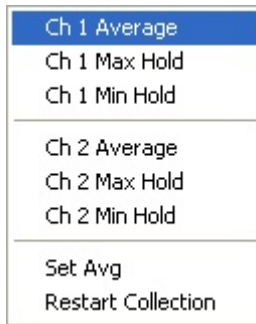 Ch 1 Average
Ch 1 Max Hold
Ch 1 Min Hold
Ch 2 Average
Ch 2 Max Hold
Ch 2 Min Hold
Set Avg
Restart Collection